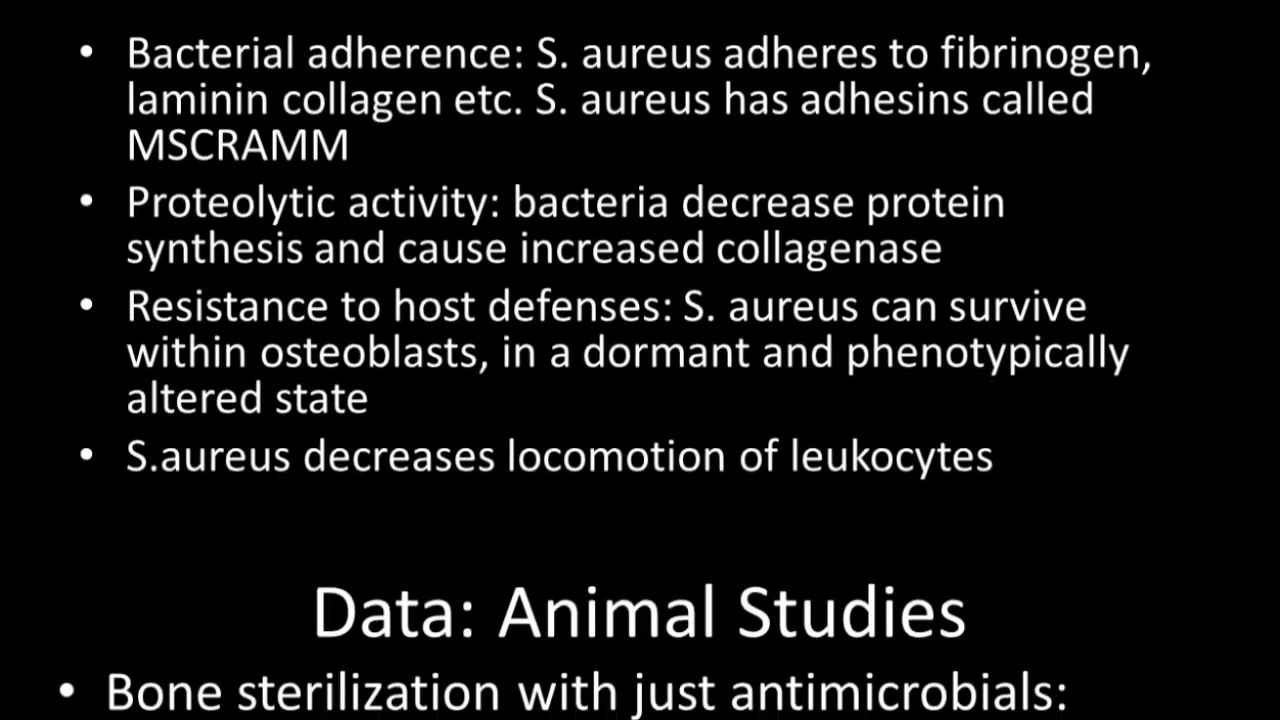 • Bacterial adherence: S. aureus adheres to fibrinogen,
laminin collagen etc. S. aureus has adhesins called
MSCRAMM
• Proteolytic activity: bacteria decrease protein
synthesis and cause increased collagenase
• Resistance to host defenses: S. aureus can survive
within osteoblasts, in a dormant and phenotypically
altered state
• S.aureus decreases locomotion of leukocytes
Data: Animal Studies
• Bone sterilization with just antimicrobials: